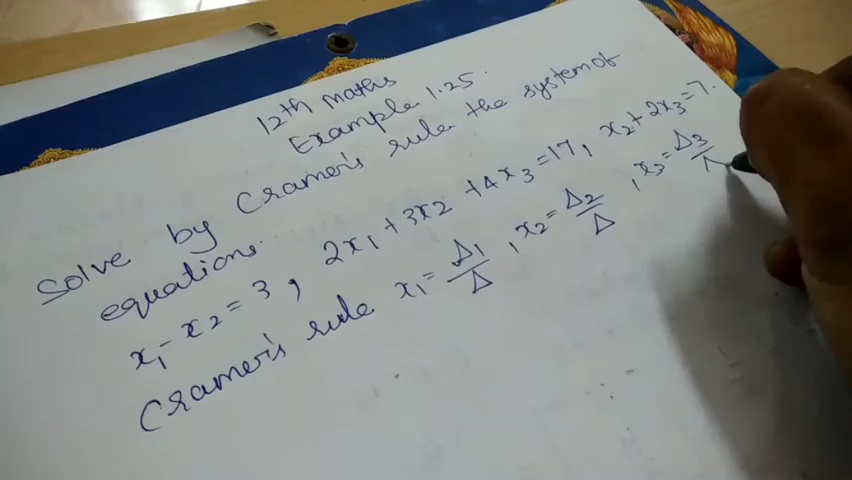 12th Maths
Example 1.25.
Solve by Cramer's rule the system of
equations.
x₁ - x₂ = 3, 2x₁ + 3x₂ + 4x₃ = 17, x₂ + 2x₃ = 7.
Cramer's rule x₁ = Δ₁/Δ, x₂ = Δ₂/Δ, x₃ = Δ₃/Δ